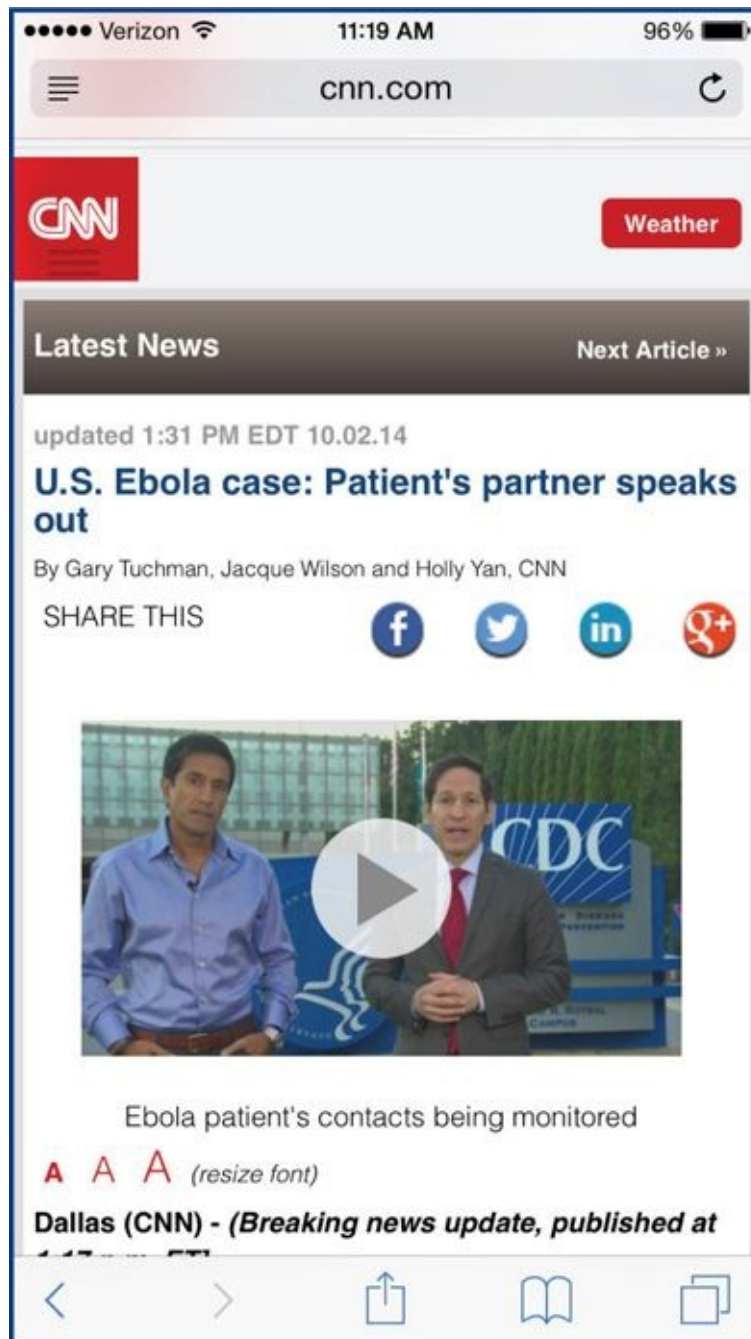 Verizon 11:19 AM 96%
cnn.com
CNN
Weather
Latest News Next Article »
updated 1:31 PM EDT 10.02.14
U.S. Ebola case: Patient's partner speaks
out
By Gary Tuchman, Jacque Wilson and Holly Yan, CNN
SHARE THIS f in g+
CDC
Ebola patient's contacts being monitored
A A A (resize font)
Dallas (CNN) - (Breaking news update, published at